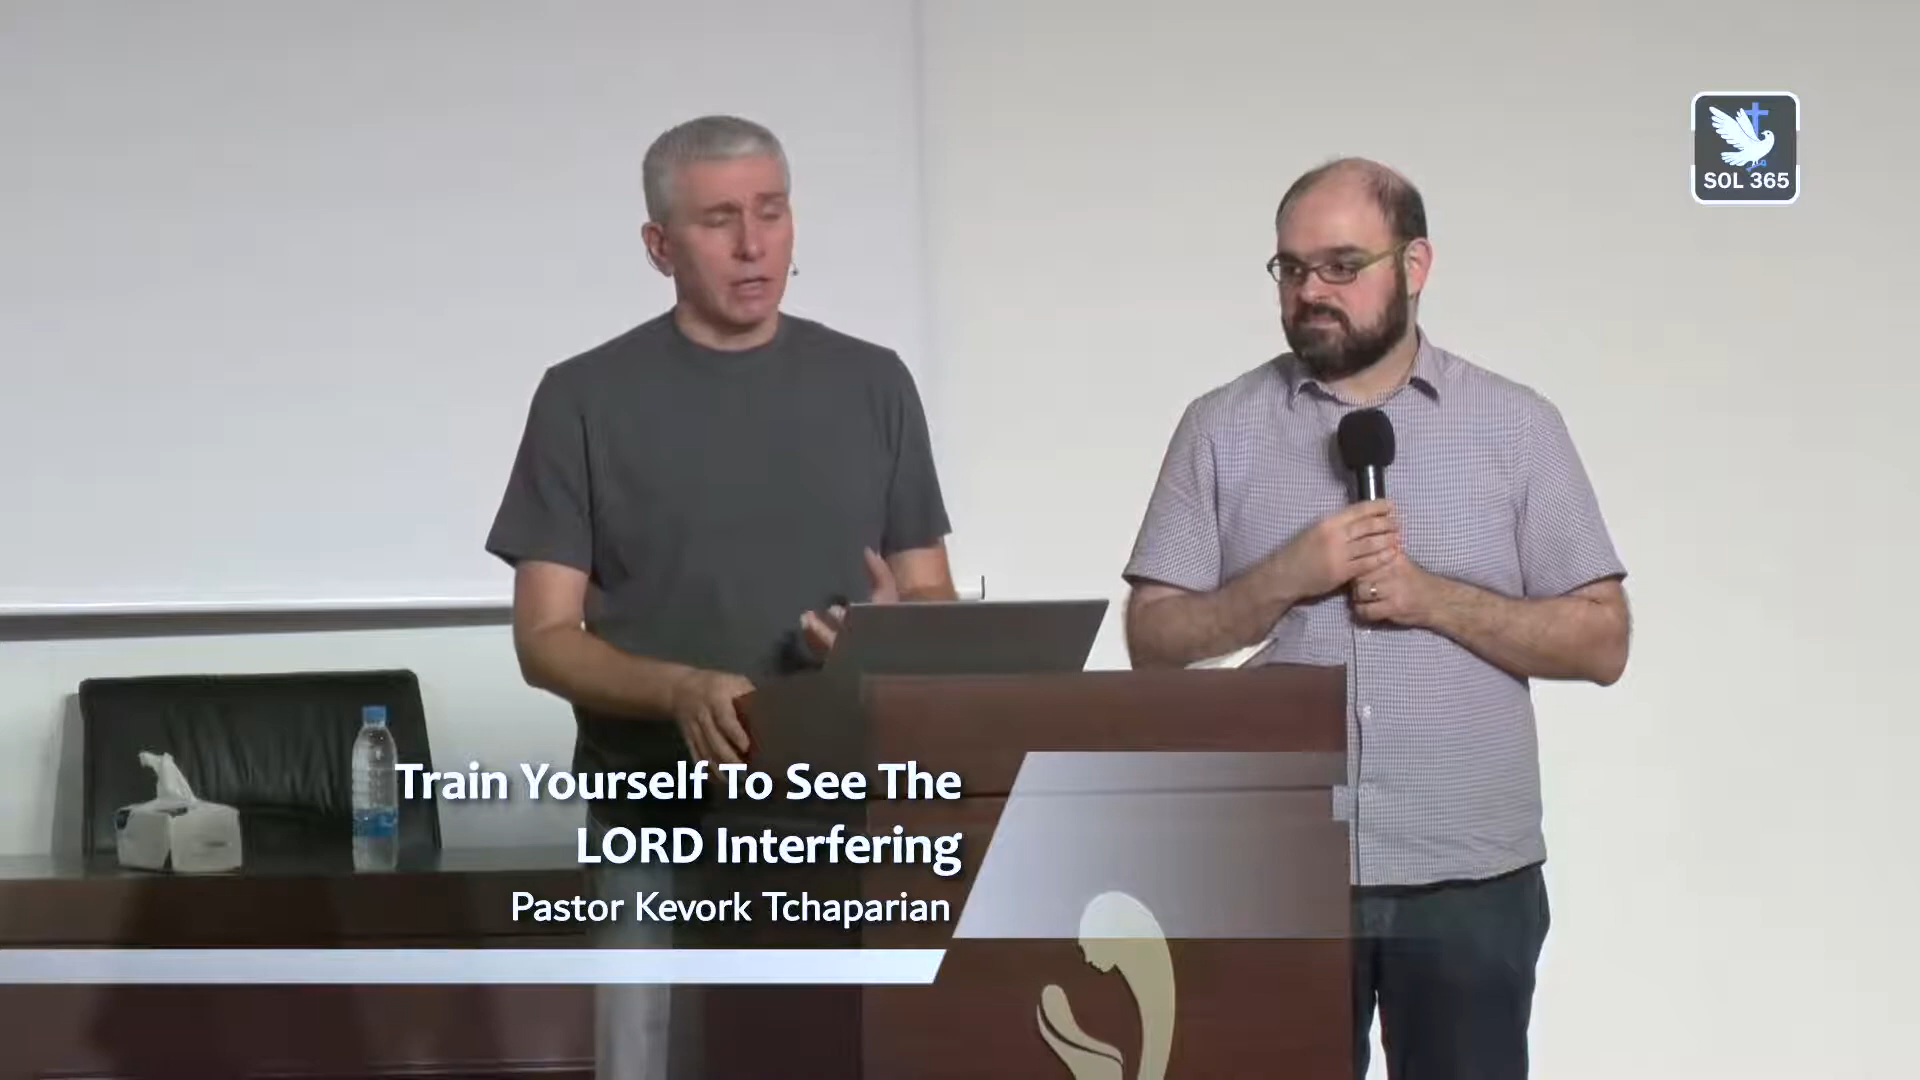 SOL 365
Train Yourself To See The
LORD Interfering
Pastor Kevork Tchaparian